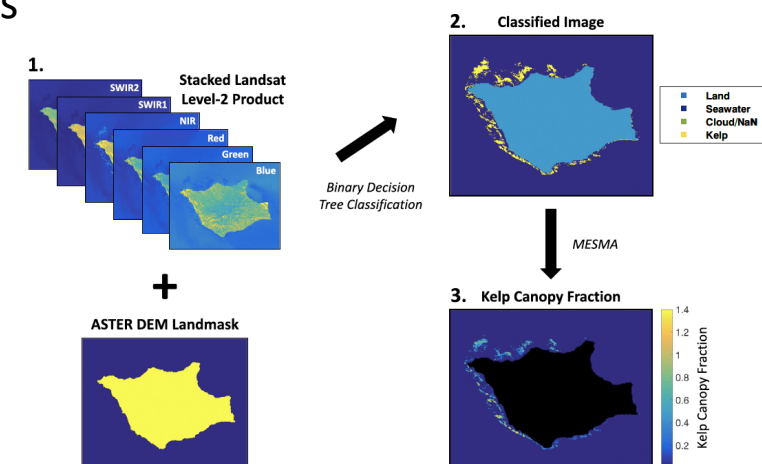 S
1.
Stacked Landsat
Level-2 Product
SWIR2
SWIR1
NIR
Red
Green
Blue
+
ASTER DEM Landmask
Binary Decision
Tree Classification
2. Classified Image
Land
Seawater
Cloud/NaN
Kelp
MESMA
3. Kelp Canopy Fraction
1.4
1.2
1
0.8
0.6
0.4
0.2
Kelp Canopy Fraction